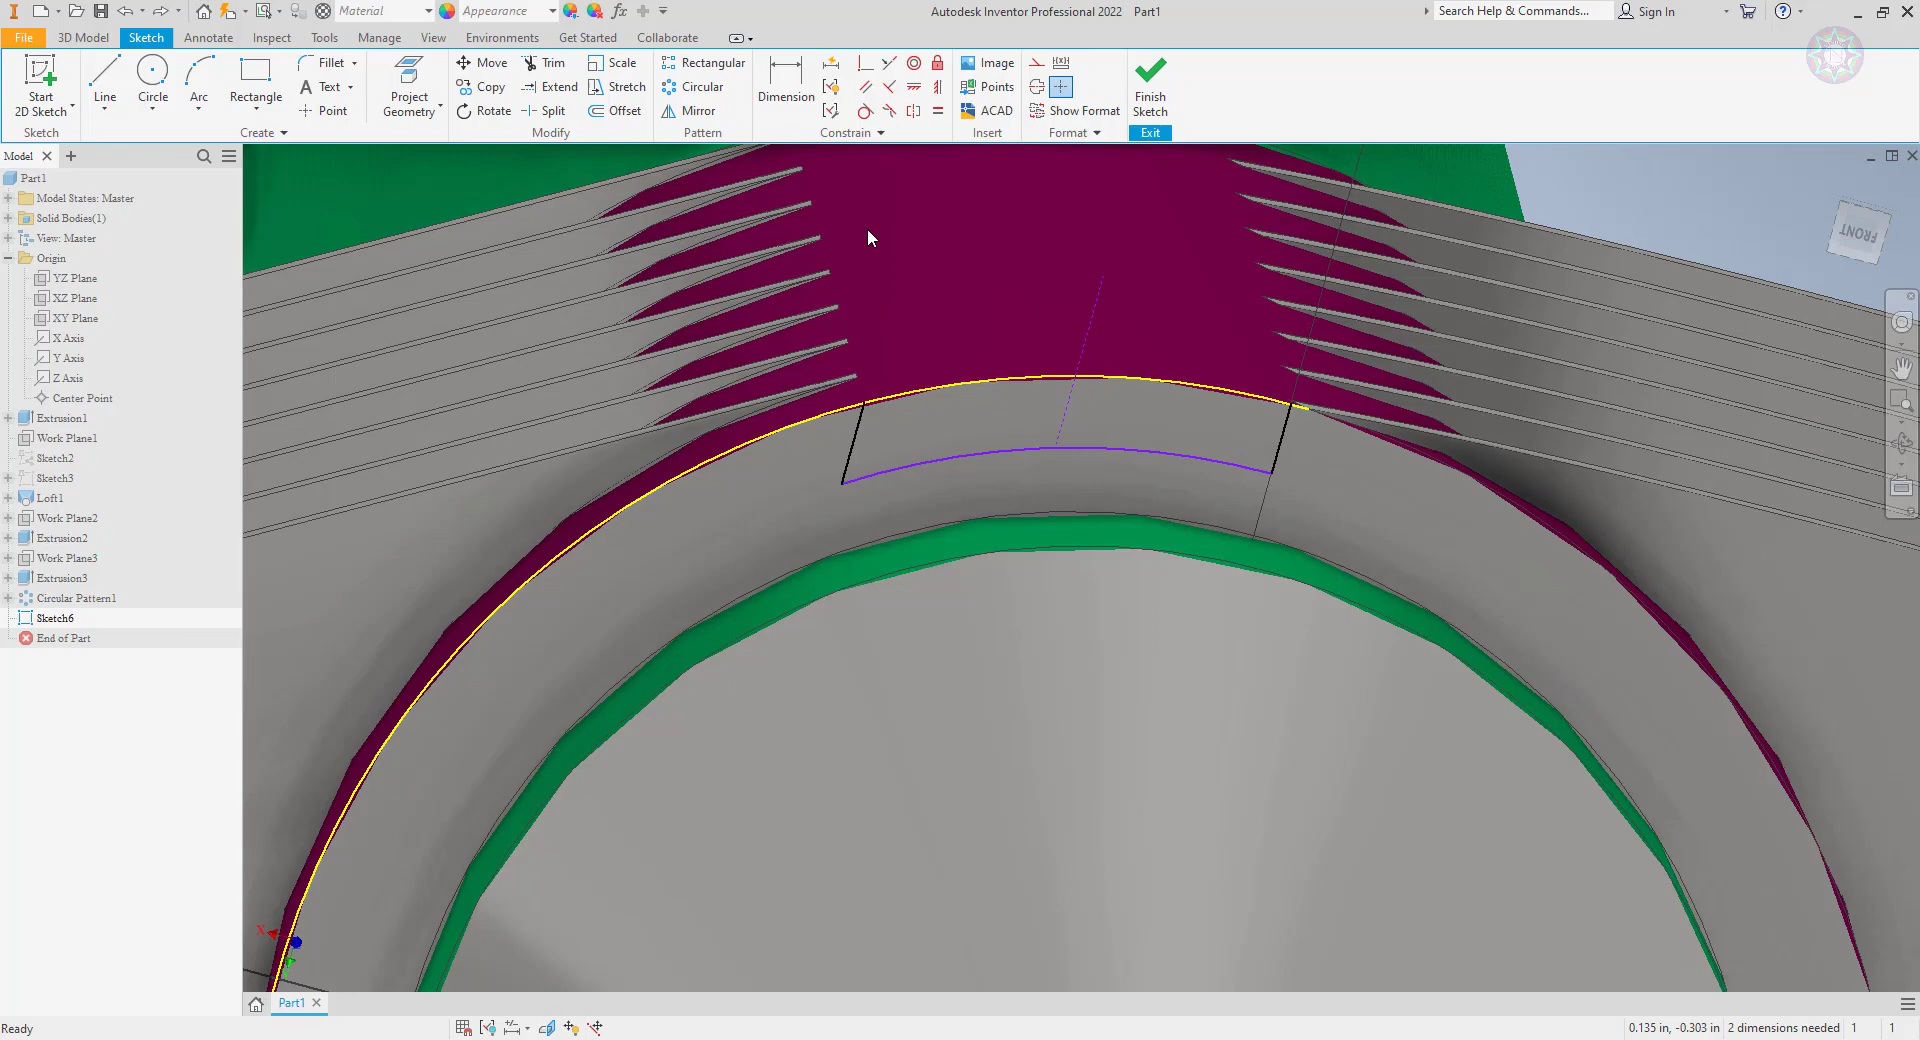 Material
Appearance
Autodesk Inventor Professional 2022 Part1
Search Help & Commands...
Sign In
File
3D Model
Sketch
Annotate
Inspect
Tools
Manage
View
Environments
Get Started
Collaborate
Start
2D Sketch
Line
Circle
Arc
Rectangle
Fillet
Text
Point
Project
Geometry
Move
Copy
Rotate
Trim
Extend
Split
Scale
Stretch
Offset
Rectangular
Circular
Mirror
Dimension
Image
Points
ACAD
Show Format
Finish
Sketch
Sketch
Create
Modify
Pattern
Constrain
Insert
Format
Exit
Model
Part1
Model States: Master
Solid Bodies(1)
View: Master
Origin
YZ Plane
XZ Plane
XY Plane
X Axis
Y Axis
Z Axis
Center Point
Extrusion1
Work Plane1
Sketch2
Sketch3
Loft1
Work Plane2
Extrusion2
Work Plane3
Extrusion3
Circular Pattern1
Sketch6
End of Part
FRONT
X
Part1
Ready
0.135 in, -0.303 in
2 dimensions needed
1
1